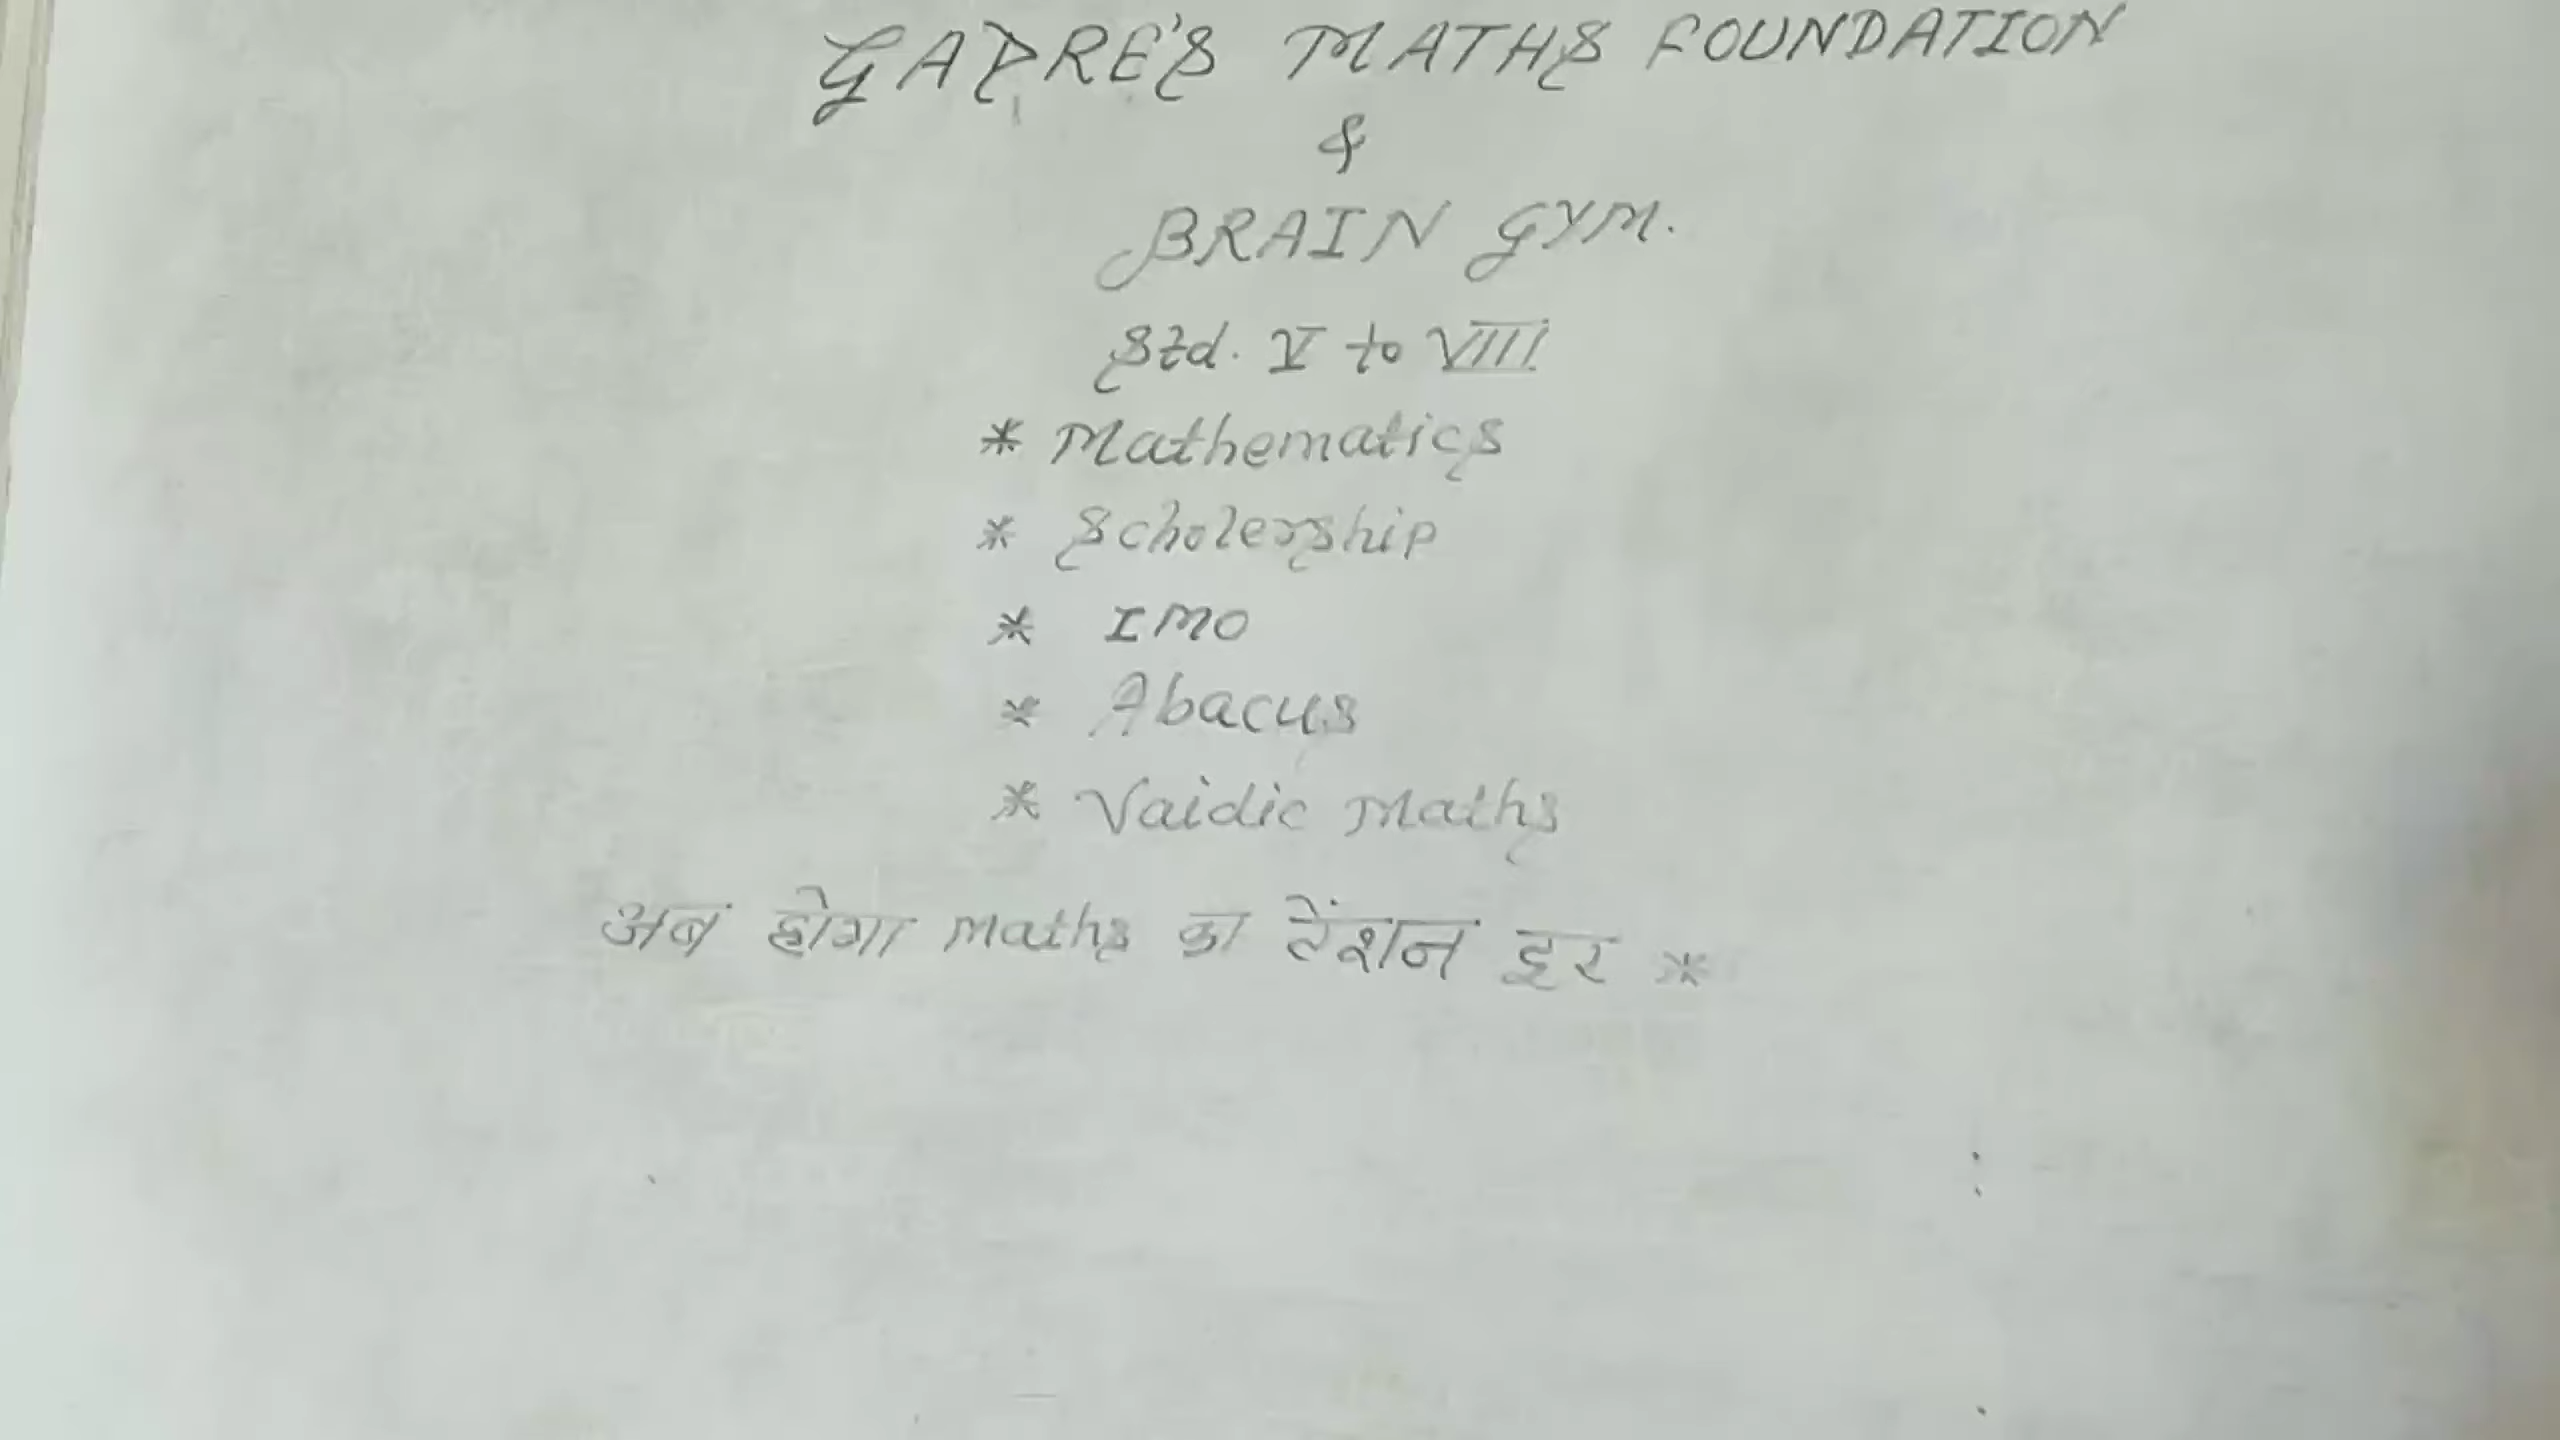 GADRE'S MATHS FOUNDATION
&
BRAIN GYM.
Std. V to VIII
* Mathematics
* Scholership
* IMO
* Abacus
* Vaidic Maths
अब होगा Maths का टेंशन दूर *